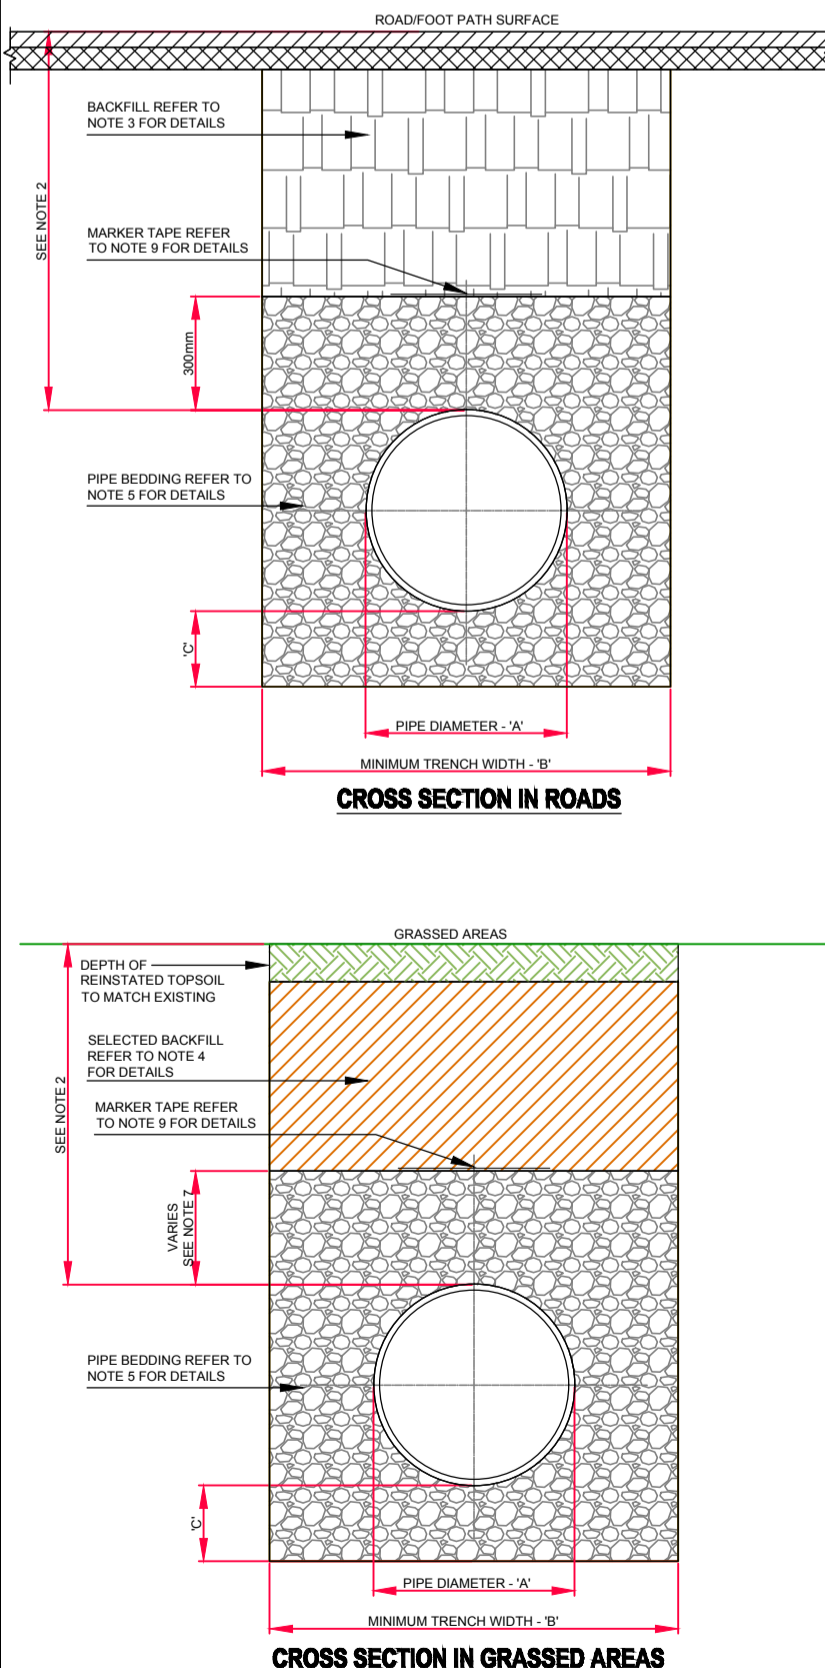 ROAD/FOOT PATH SURFACE
BACKFILL REFER TO
NOTE 3 FOR DETAILS
SEE NOTE 2
MARKER TAPE REFER
TO NOTE 9 FOR DETAILS
300mm
PIPE BEDDING REFER TO
NOTE 5 FOR DETAILS
'C'
PIPE DIAMETER - 'A'
MINIMUM TRENCH WIDTH - 'B'
CROSS SECTION IN ROADS
GRASSED AREAS
DEPTH OF
REINSTATED TOPSOIL
TO MATCH EXISTING
SELECTED BACKFILL
REFER TO NOTE 4
FOR DETAILS
SEE NOTE 2
MARKER TAPE REFER
TO NOTE 9 FOR DETAILS
VARIES
SEE NOTE 7
PIPE BEDDING REFER TO
NOTE 5 FOR DETAILS
'C'
PIPE DIAMETER - 'A'
MINIMUM TRENCH WIDTH - 'B'
CROSS SECTION IN GRASSED AREAS